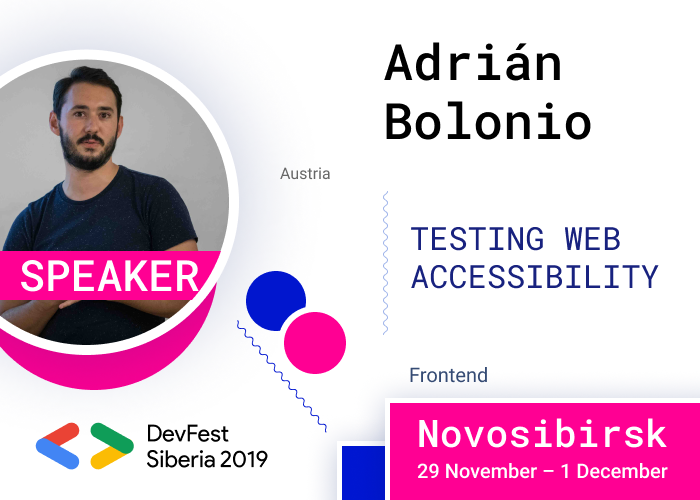 Adrián
Bolonio
Austria
TESTING WEB
ACCESSIBILITY
SPEAKER
Frontend
DevFest
Siberia 2019
Novosibirsk
29 November – 1 December